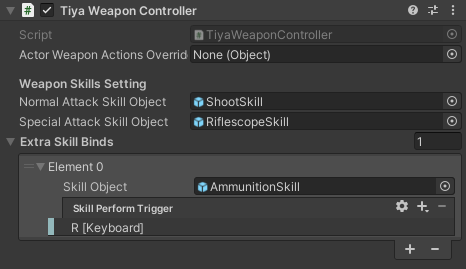 Tiya Weapon Controller
Script TiyaWeaponController
Actor Weapon Actions Overrid None (Object)
Weapon Skills Setting
Normal Attack Skill Object ShootSkill
Special Attack Skill Object RiflescopeSkill
Extra Skill Binds 1
Element 0
Skill Object AmmunitionSkill
Skill Perform Trigger
R [Keyboard]